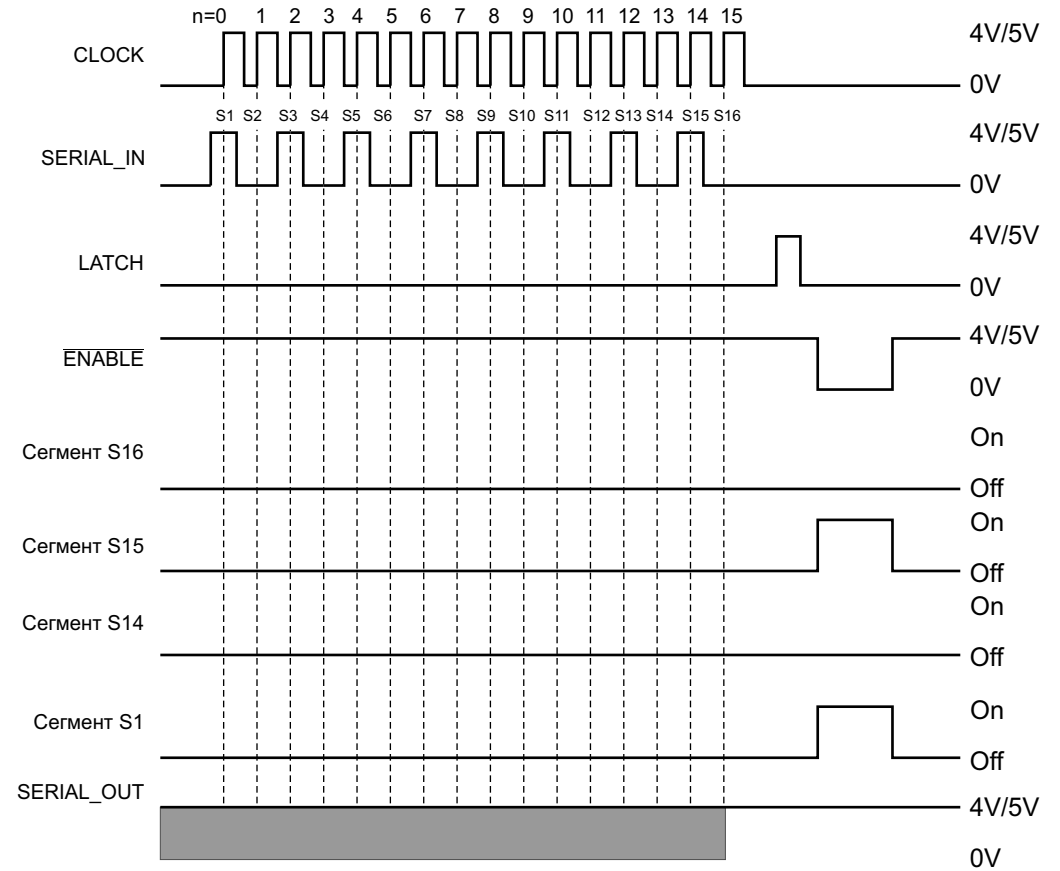 n=0 1 2 3 4 5 6 7 8 9 10 11 12 13 14 15
CLOCK
4V/5V
0V
S1 S2 S3 S4 S5 S6 S7 S8 S9 S10 S11 S12 S13 S14 S15 S16
SERIAL_IN
4V/5V
0V
LATCH
4V/5V
0V
ENABLE
4V/5V
0V
Сегмент S16
On
Off
Сегмент S15
On
Off
Сегмент S14
On
Off
Сегмент S1
On
Off
SERIAL_OUT
4V/5V
0V